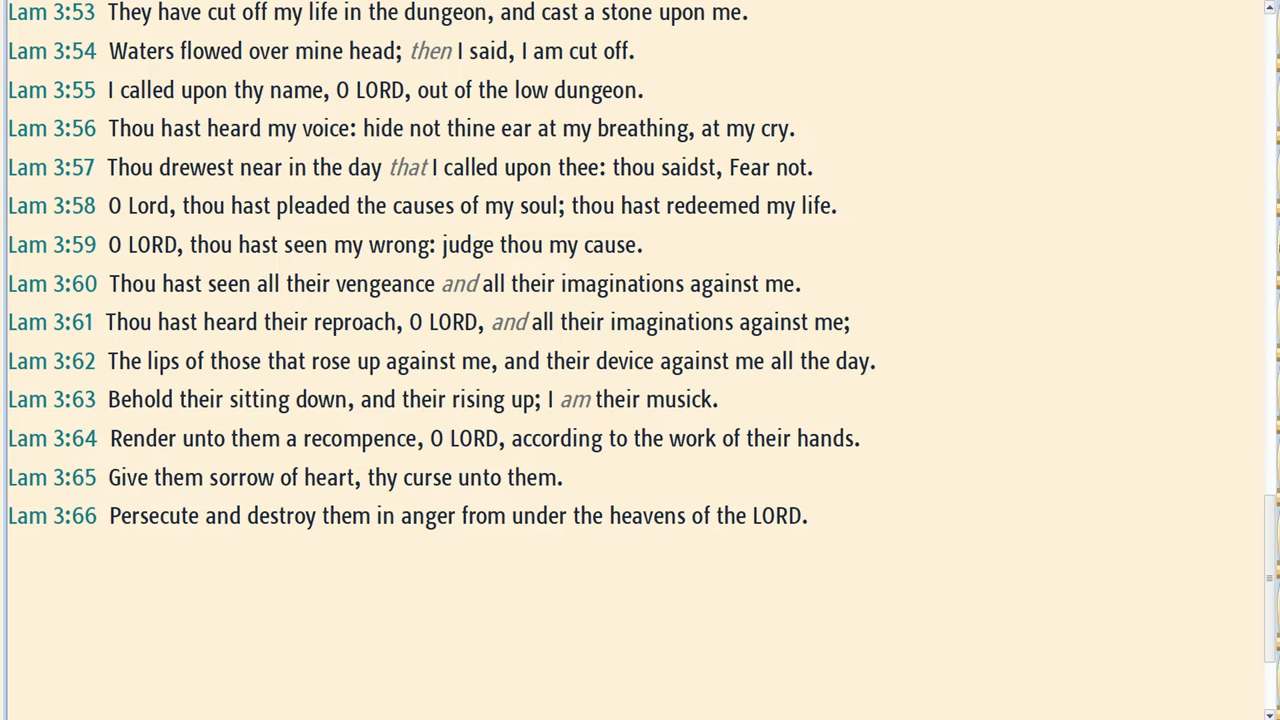 Lam 3:53 They have cut off my life in the dungeon, and cast a stone upon me.
Lam 3:54 Waters flowed over mine head; then I said, I am cut off.
Lam 3:55 I called upon thy name, O LORD, out of the low dungeon.
Lam 3:56 Thou hast heard my voice: hide not thine ear at my breathing, at my cry.
Lam 3:57 Thou drewest near in the day that I called upon thee: thou saidst, Fear not.
Lam 3:58 O Lord, thou hast pleaded the causes of my soul; thou hast redeemed my life.
Lam 3:59 O LORD, thou hast seen my wrong: judge thou my cause.
Lam 3:60 Thou hast seen all their vengeance and all their imaginations against me.
Lam 3:61 Thou hast heard their reproach, O LORD, and all their imaginations against me;
Lam 3:62 The lips of those that rose up against me, and their device against me all the day.
Lam 3:63 Behold their sitting down, and their rising up; I am their musick.
Lam 3:64 Render unto them a recompence, O LORD, according to the work of their hands.
Lam 3:65 Give them sorrow of heart, thy curse unto them.
Lam 3:66 Persecute and destroy them in anger from under the heavens of the LORD.